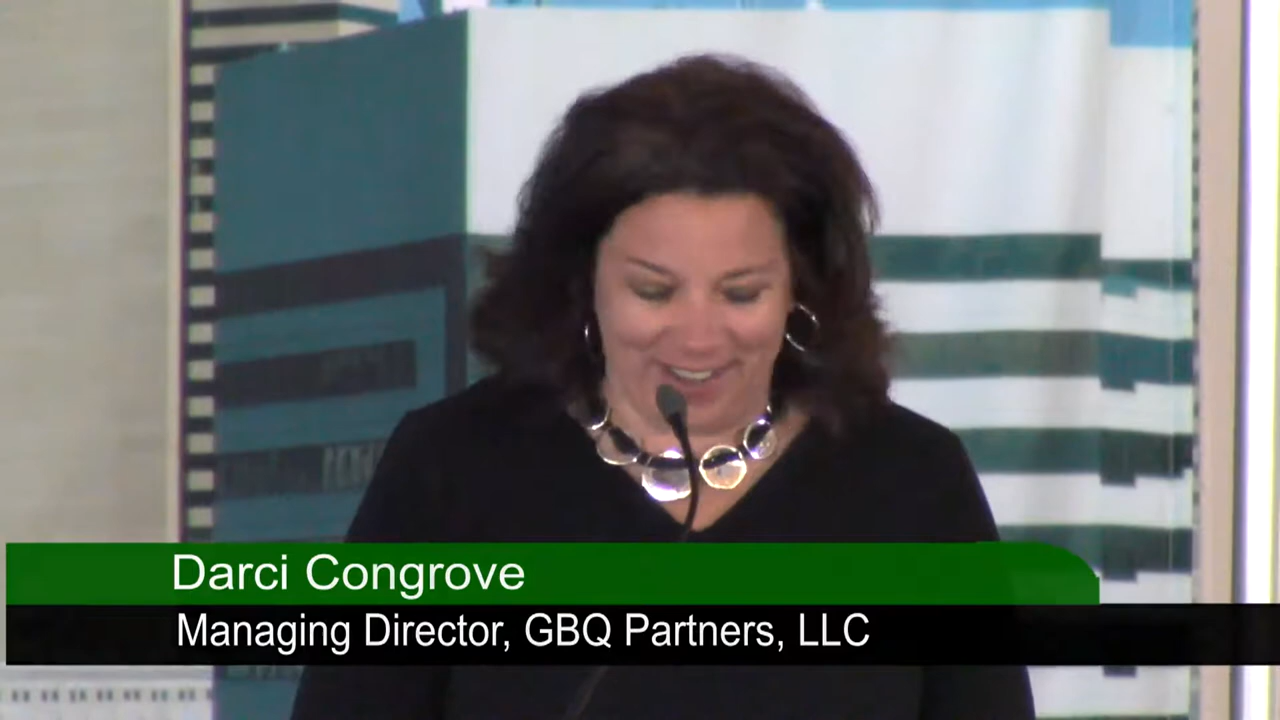 Darci Congrove
Managing Director, GBQ Partners, LLC